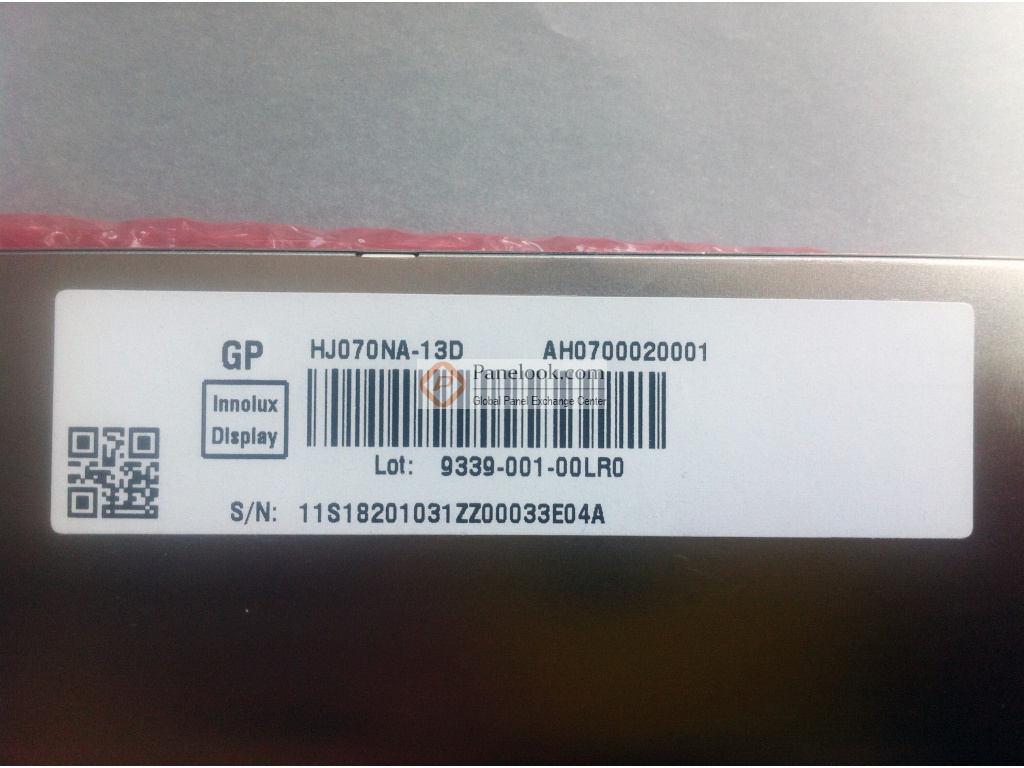 GP HJ070NA-13D AH0700020001
Panelook.com
Global Panel Exchange Center
Innolux
Display
Lot: 9339-001-00LR0
S/N: 11S18201031ZZ00033E04A